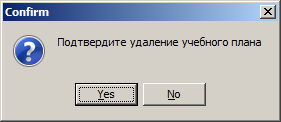 Confirm
Подтвердите удаление учебного плана
Yes No